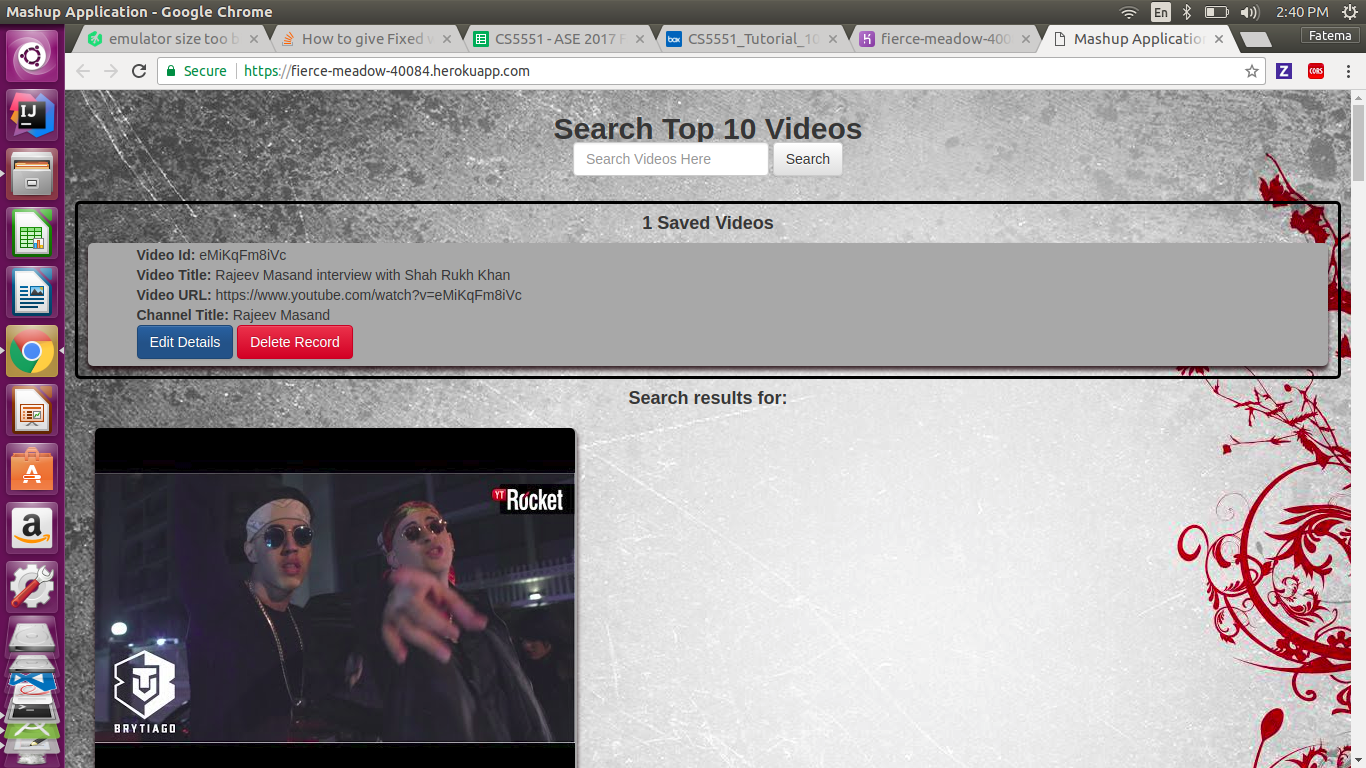 Mashup Application - Google Chrome
En
2:40 PM
emulator size too b
How to give Fixed w
CS5551 - ASE 2017 F
CS5551_Tutorial_10
fierce-meadow-400
Mashup Application
Fatema
Secure
https://fierce-meadow-40084.herokuapp.com
Z
CORS
Search Top 10 Videos
Search Videos Here
Search
1 Saved Videos
Video Id: eMiKqFm8iVc
Video Title: Rajeev Masand interview with Shah Rukh Khan
Video URL: https://www.youtube.com/watch?v=eMiKqFm8iVc
Channel Title: Rajeev Masand
Edit Details
Delete Record
Search results for:
YT Rocket
BRYTIAGO
IJ
box
A
a